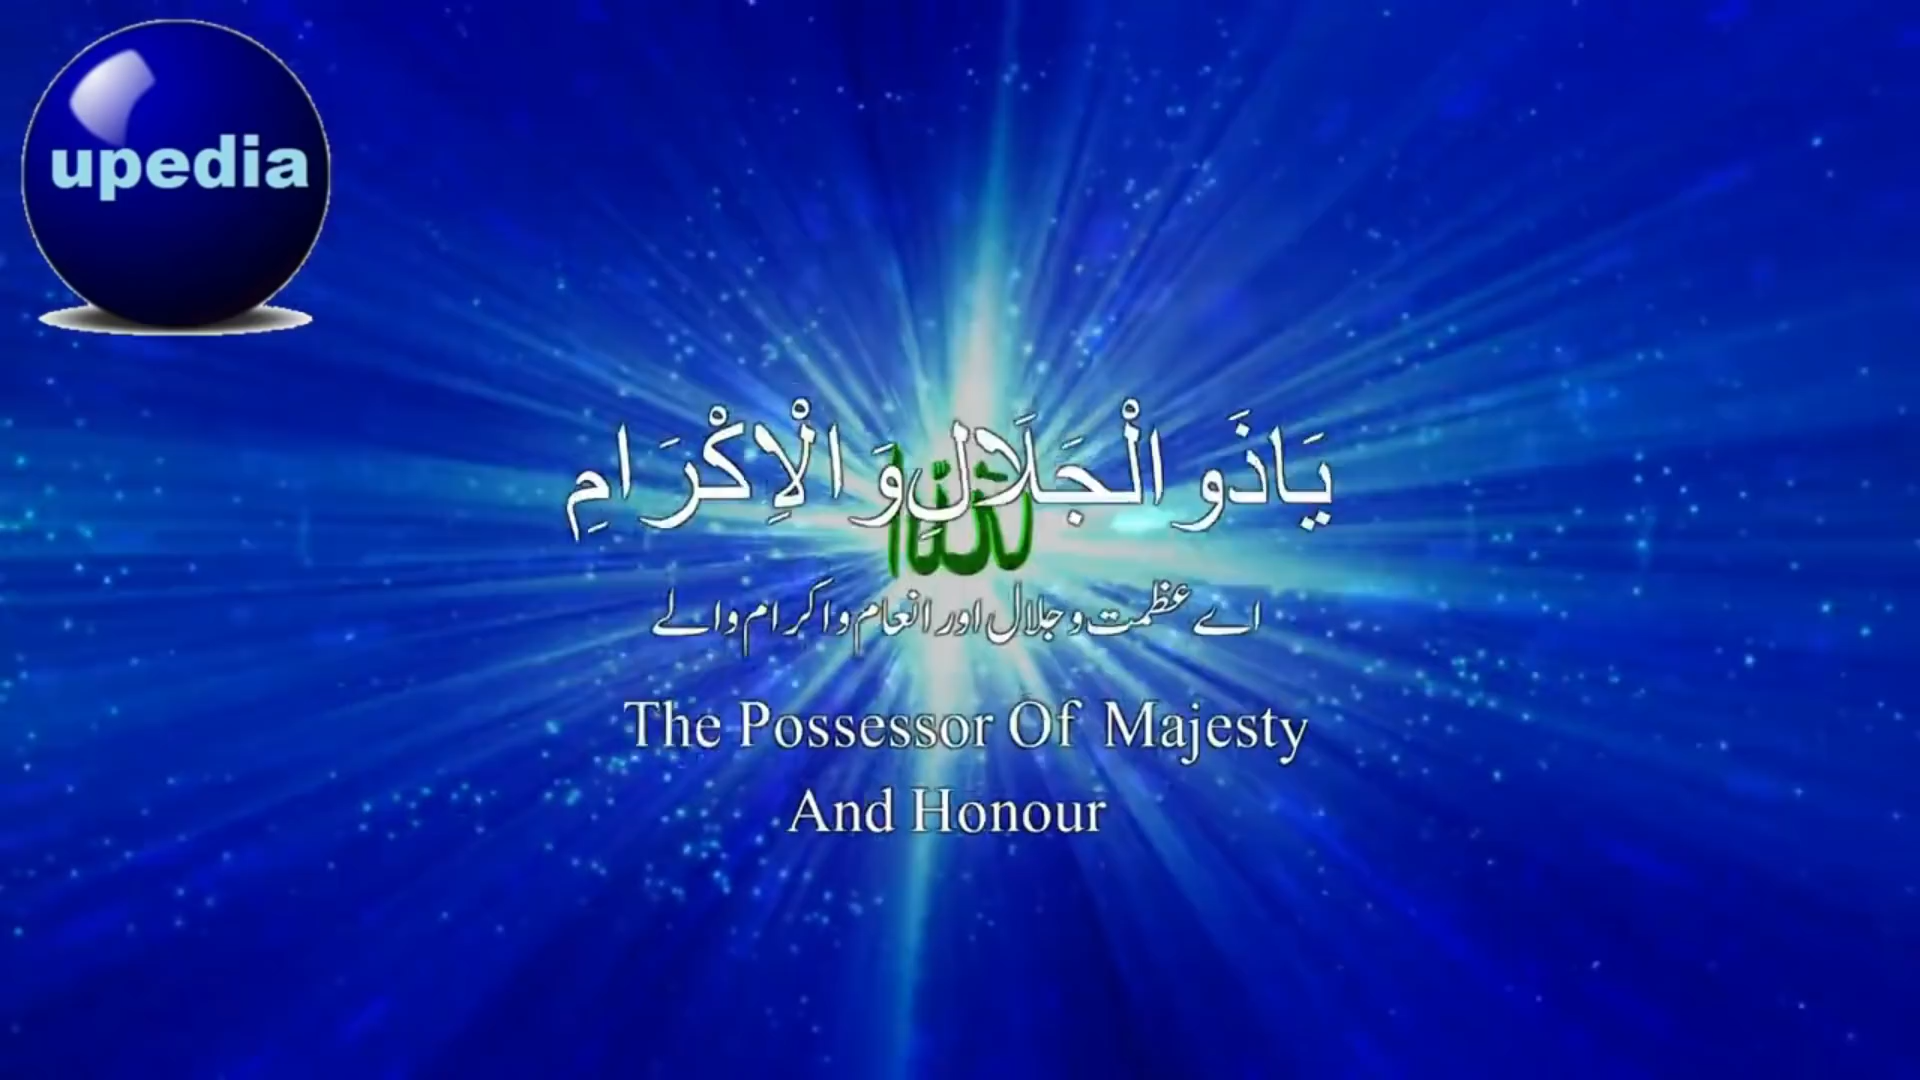 upedia
يَاذَو الْجَلَالِ وَ الْاِكْرَامِ
الله
اے عظمت و جلال اور انعام و اکرام والے
The Possessor Of Majesty
And Honour